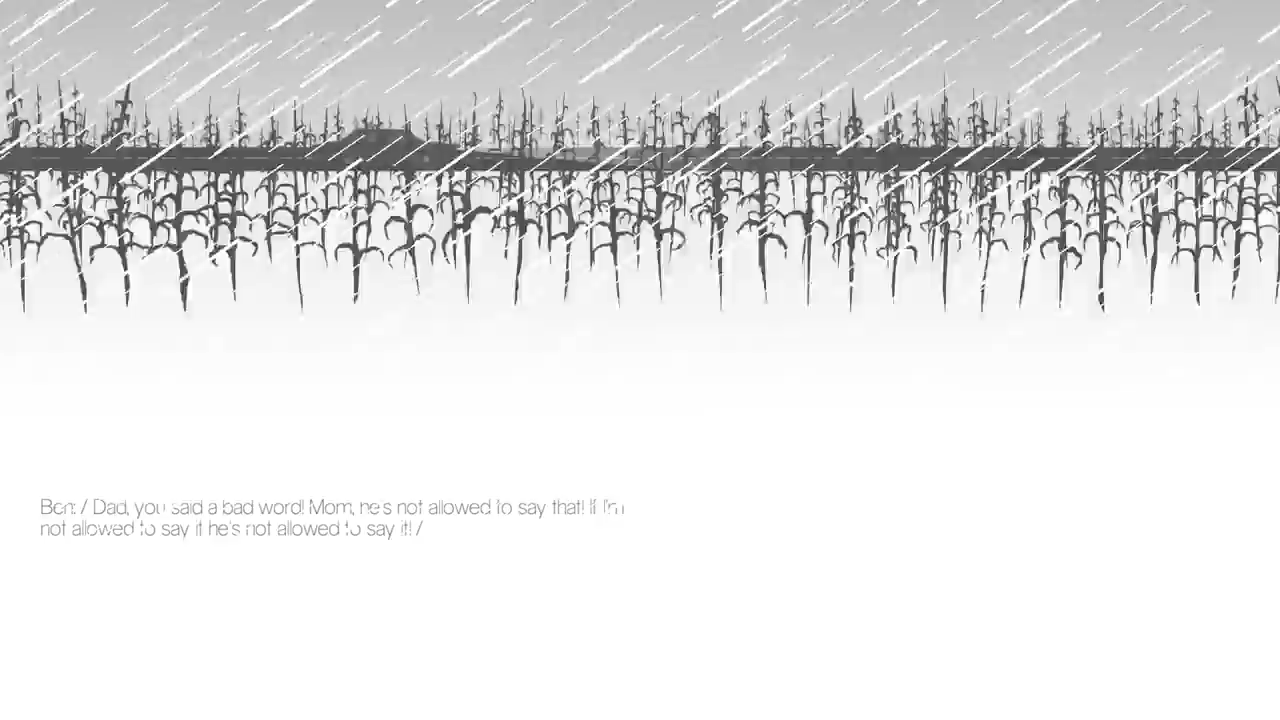 Ben: / Dad, you said a bad word! Mom, he's not allowed to say that! If I'm
not allowed to say it he's not allowed to say it! /